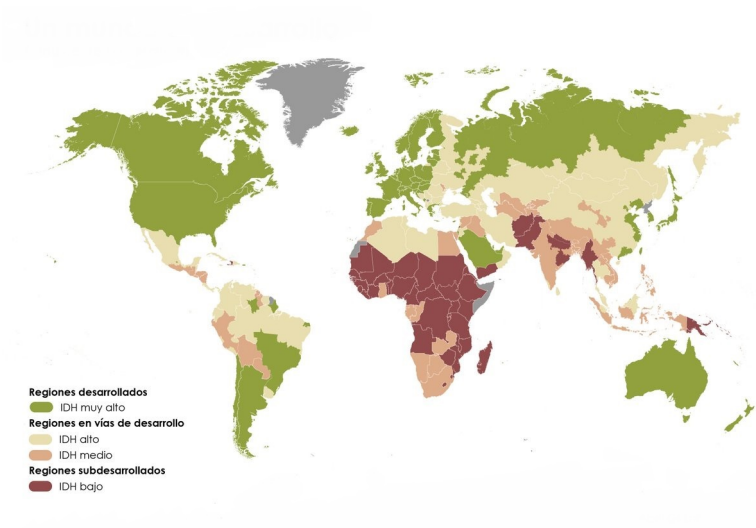 Regiones desarrollados
IDH muy alto
Regiones en vías de desarrollo
IDH alto
IDH medio
Regiones subdesarrollados
IDH bajo